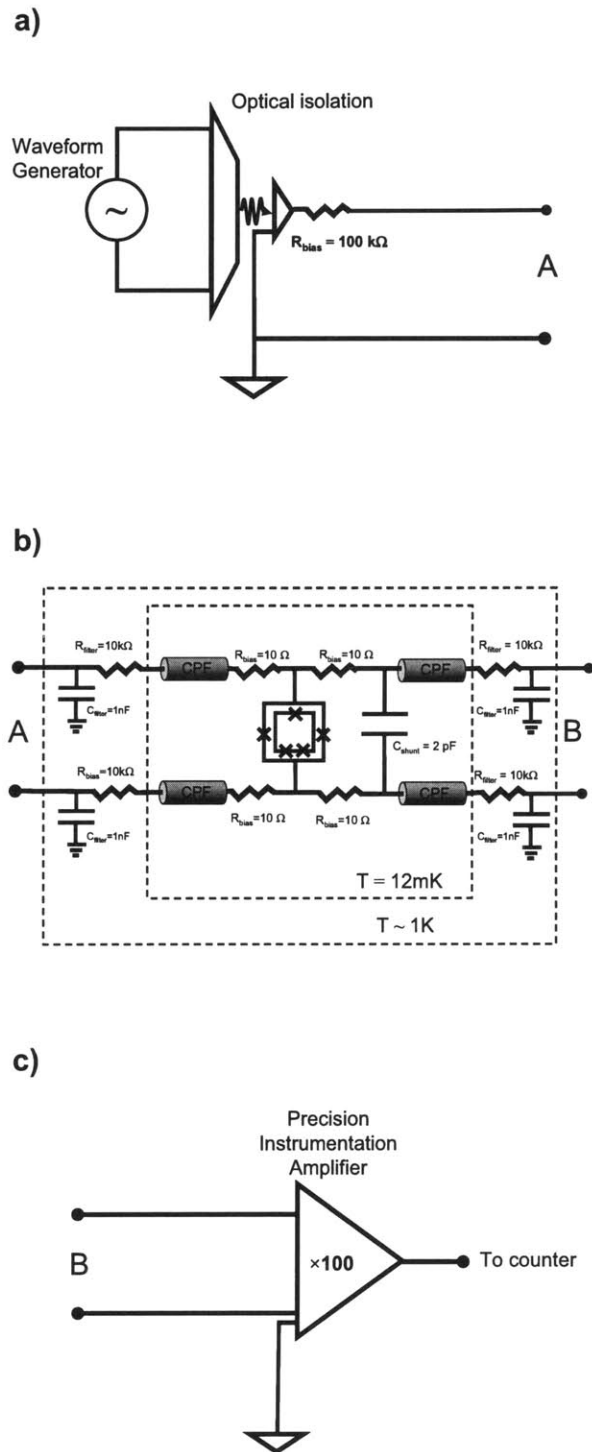 a)
Optical isolation
Waveform
Generator
~
R_bias = 100 kΩ
A
b)
R_filter=10kΩ
CPF
R_bias=10 Ω
R_bias=10 Ω
CPF
R_filter = 10kΩ
C_filter=1nF
C_shunt = 2 pF
C_filter=1nF
A
B
R_bias=10kΩ
CPF
R_bias=10 Ω
R_bias=10 Ω
CPF
R_filter = 10kΩ
C_filter=1nF
C_filter=1nF
T = 12mK
T ~ 1K
c)
Precision
Instrumentation
Amplifier
B
×100
To counter